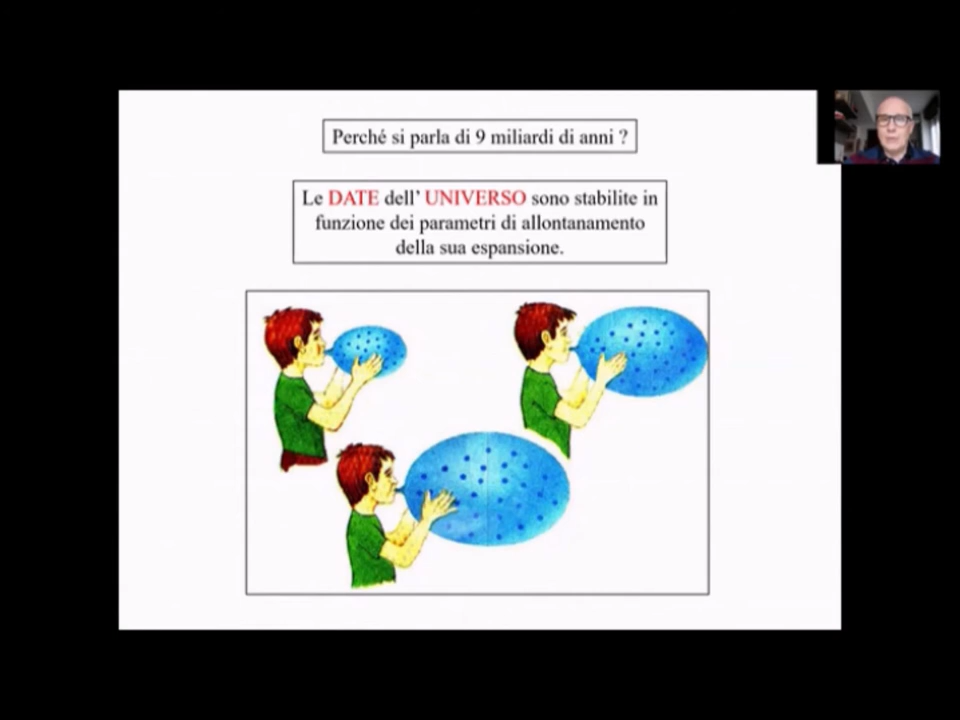 Perché si parla di 9 miliardi di anni ?
Le DATE dell' UNIVERSO sono stabilite in
funzione dei parametri di allontanamento
della sua espansione.